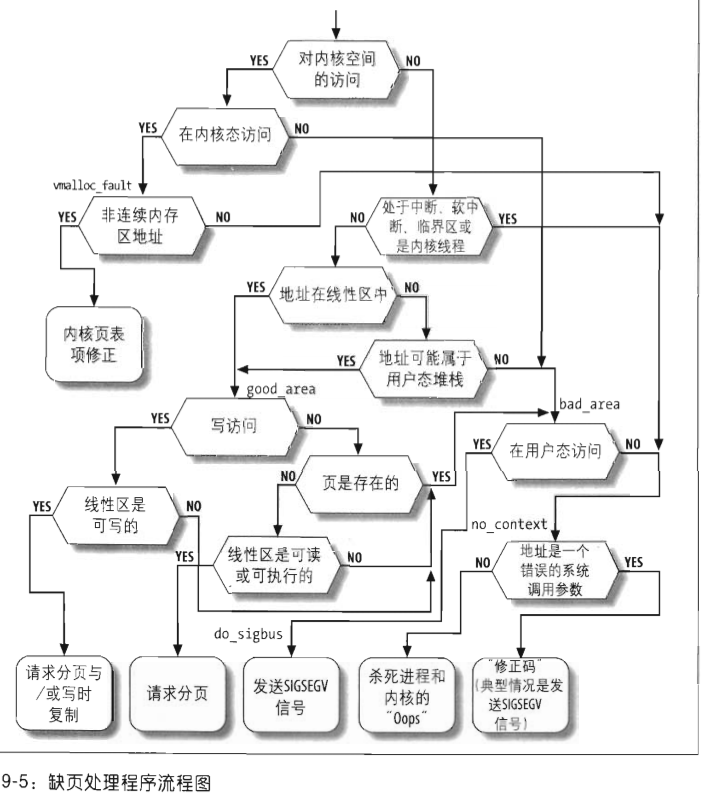 对内核空间
的访问
YES
NO
在内核态访问
YES
NO
vmalloc_fault
非连续内存
区地址
YES
NO
处于中断、软中
断、临界区或
是内核线程
NO
YES
内核页表
项修正
地址在线性区中
YES
NO
地址可能属于
用户态堆栈
YES
NO
good_area
bad_area
写访问
YES
NO
在用户态访问
YES
NO
页是存在的
NO
YES
线性区是
可写的
YES
NO
线性区是可读
或可执行的
YES
NO
no_context
地址是一个
错误的系统
调用参数
NO
YES
do_sigbus
请求分页与
/或写时
复制
请求分页
发送SIGSEGV
信号
杀死进程和
内核的
“Oops”
“修正码”
(典型情况是发
送SIGSEGV
信号)
9-5：缺页处理程序流程图